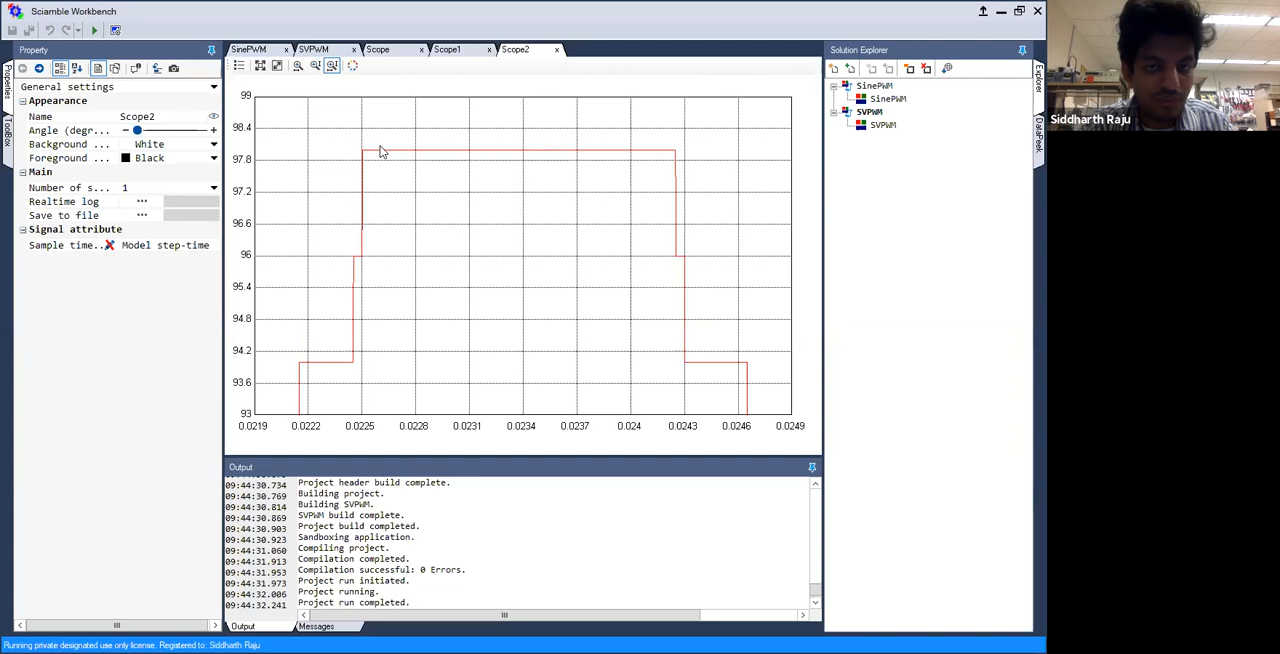 Sciamble Workbench
Property
SinePWM x SVPWM x Scope x Scope1 x Scope2 x
Solution Explorer
Properties
ToolBox
General settings
Appearance
Name Scope2
Angle (degr...
Background ... White
Foreground ... Black
Main
Number of s... 1
Realtime log ...
Save to file ...
Signal attribute
Sample time... Model step-time
99
98.4
97.8
97.2
96.6
96
95.4
94.8
94.2
93.6
93
0.0219 0.0222 0.0225 0.0228 0.0231 0.0234 0.0237 0.024 0.0243 0.0246 0.0249
SinePWM
SinePWM
SVPWM
SVPWM
Explorer
DataPeek
Siddharth Raju
Output
09:44:30.734 Project header build complete.
09:44:30.769 Building project.
09:44:30.814 Building SVPWM.
09:44:30.869 SVPWM build complete.
09:44:30.903 Project build completed.
09:44:30.923 Sandboxing application.
09:44:31.060 Compiling project.
09:44:31.913 Compilation completed.
09:44:31.953 Compilation successful: 0 Errors.
09:44:31.973 Project run initiated.
09:44:32.006 Project running.
09:44:32.241 Project run completed.
Output Messages
Running private designated use only license. Registered to: Siddharth Raju